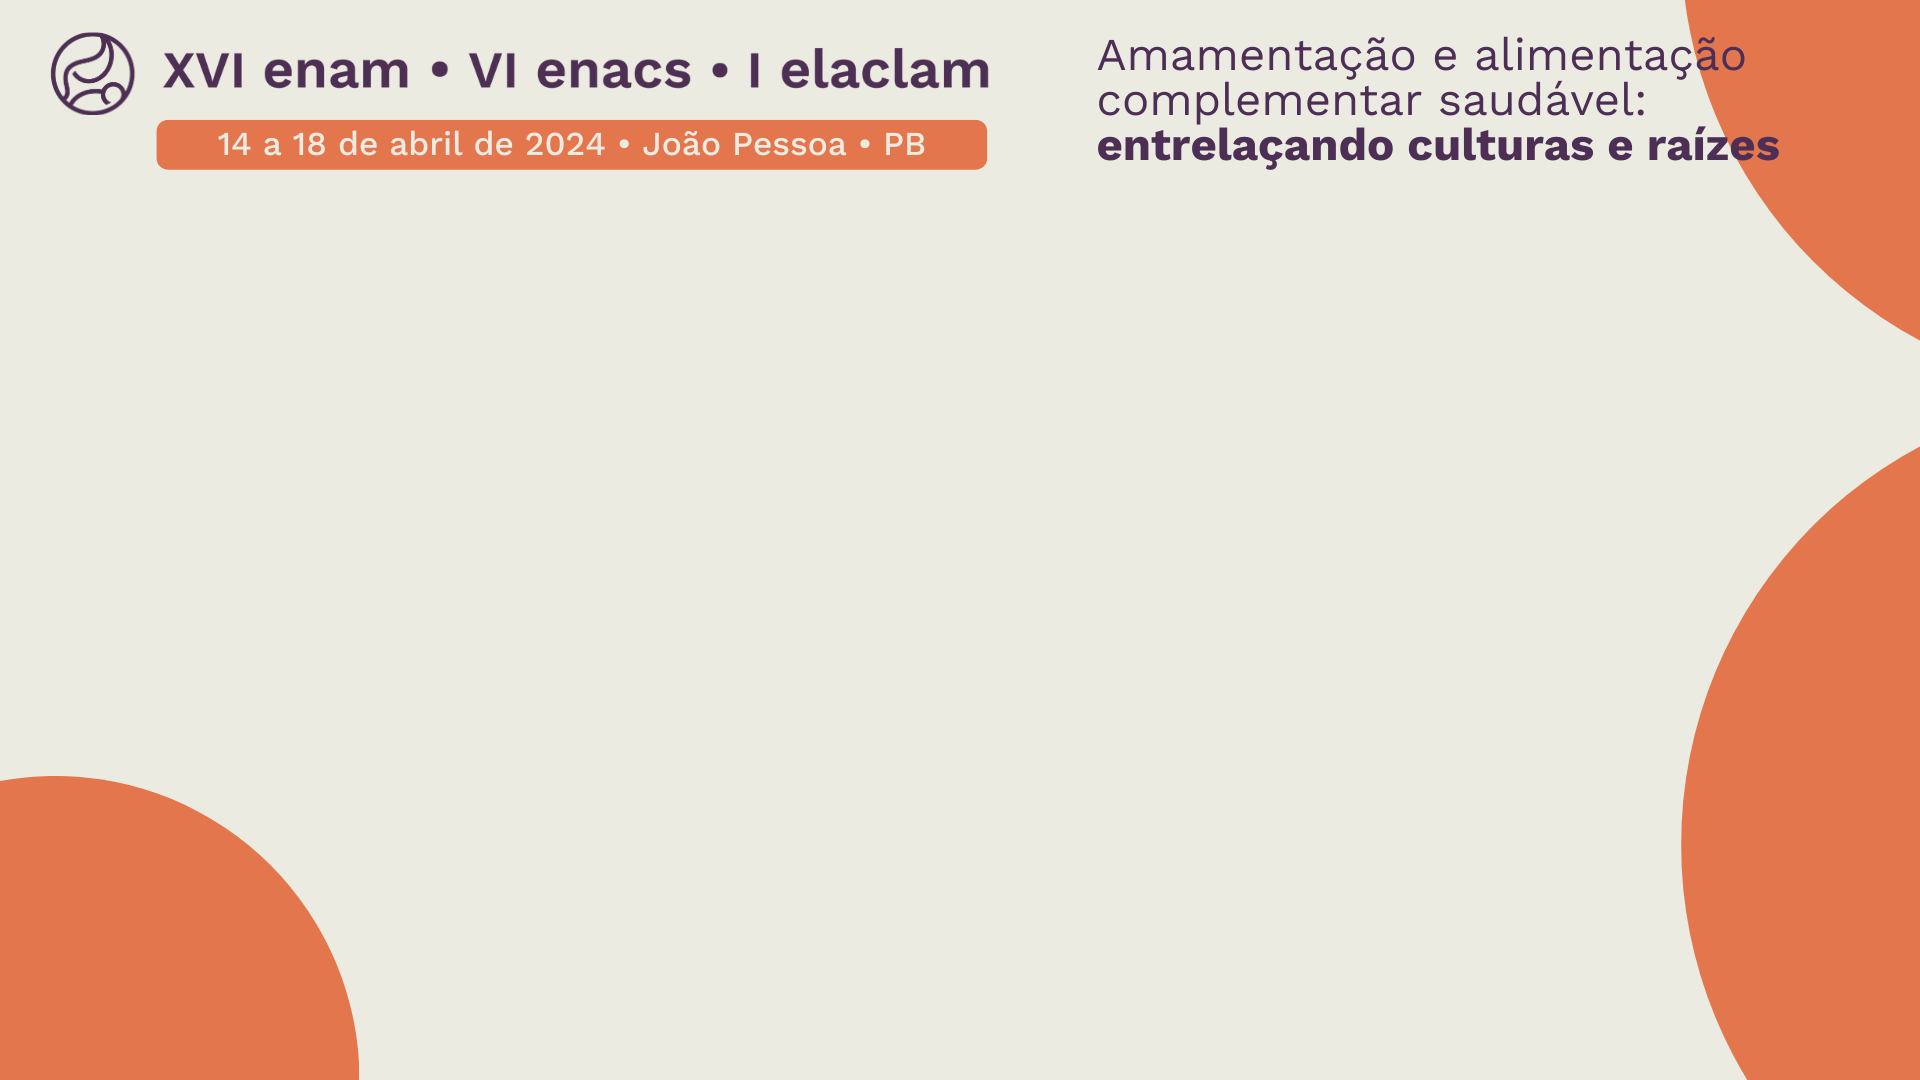 XVI enam • VI enacs • I elaclam
14 a 18 de abril de 2024 • João Pessoa • PB
Amamentação e alimentação
complementar saudável:
entrelaçando culturas e raízes